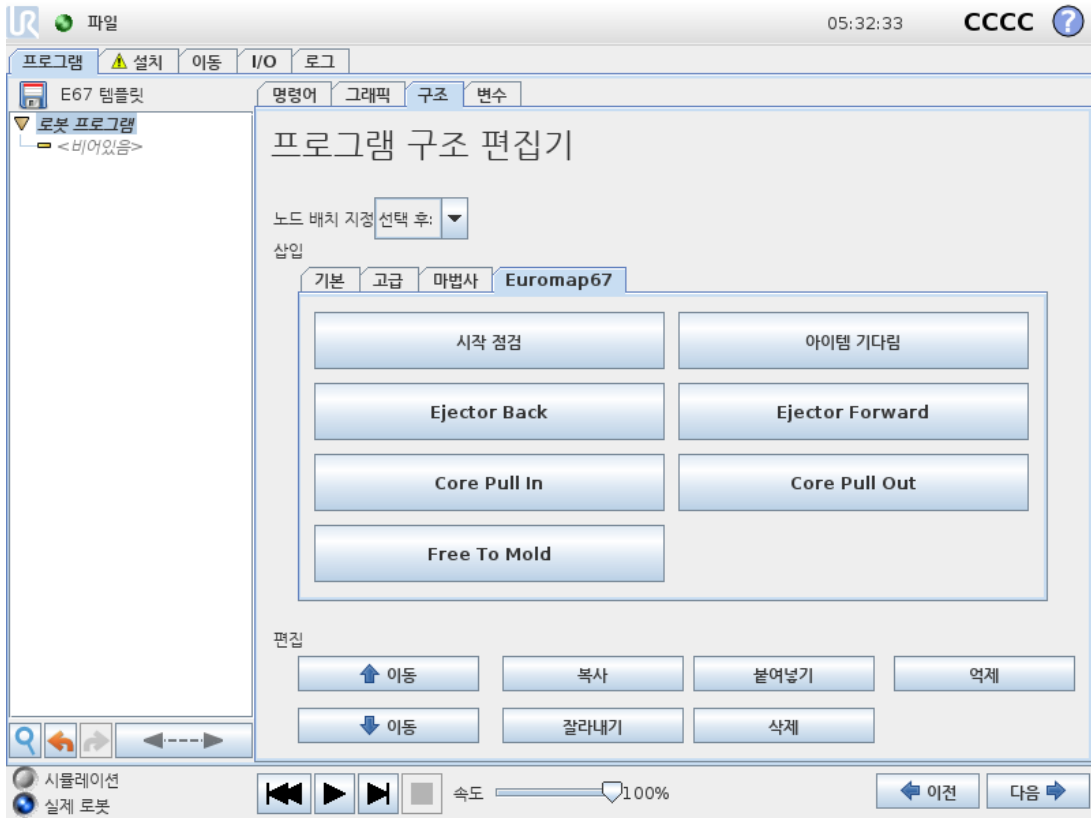 UR 파일 05:32:33 CCCC ?
프로그램 설치 이동 I/O 로그
E67 템플릿 명령어 그래픽 구조 변수
로봇 프로그램
<비어있음>
프로그램 구조 편집기
노드 배치 지정 선택 후:
삽입
기본 고급 마법사 Euromap67
시작 점검 아이템 기다림
Ejector Back Ejector Forward
Core Pull In Core Pull Out
Free To Mold
편집
이동 복사 붙여넣기 억제
이동 잘라내기 삭제
시뮬레이션
실제 로봇
속도 100%
이전 다음